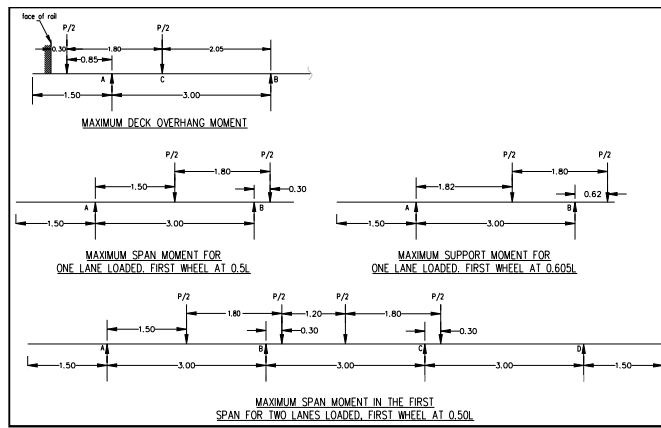 face of rail
P/2 P/2
0.30 1.80 2.05
0.85
A C B
1.50 3.00
MAXIMUM DECK OVERHANG MOMENT
P/2 P/2
1.80
1.50
0.30
A B
1.50 3.00
MAXIMUM SPAN MOMENT FOR
ONE LANE LOADED, FIRST WHEEL AT 0.5L
P/2 P/2
1.80
1.82
0.62
A B
1.50 3.00
MAXIMUM SUPPORT MOMENT FOR
ONE LANE LOADED, FIRST WHEEL AT 0.605L
P/2 P/2 P/2 P/2
1.80 1.20 1.80
1.50 0.30 0.30
A B C D
1.50 3.00 3.00 3.00 1.50
MAXIMUM SPAN MOMENT IN THE FIRST
SPAN FOR TWO LANES LOADED, FIRST WHEEL AT 0.50L